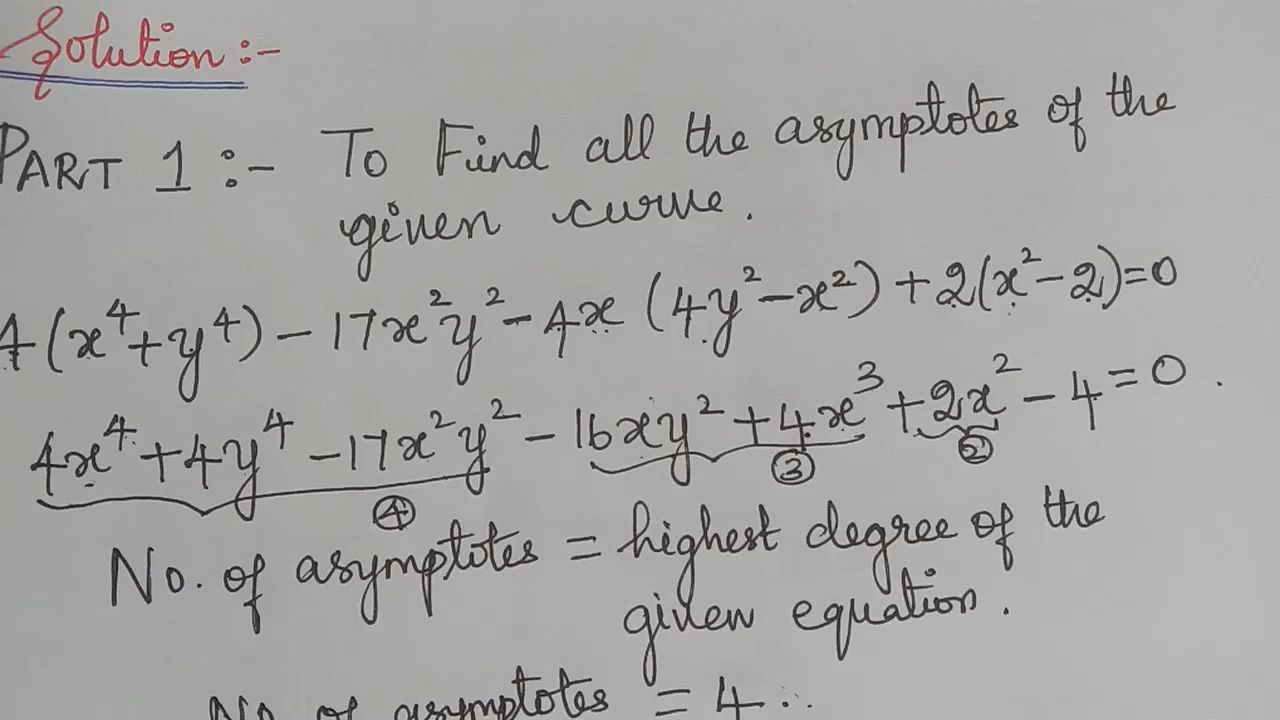 Solution :-
PART 1 :- To Find all the asymptotes of the
given curve.
4(x⁴+y⁴) - 17x²y² - 4x (4y²-x²) + 2(x²-2)=0
4x⁴+4y⁴-17x²y² - 16xy² +4x³ +2x² - 4 = 0.
④ ③ ②
No. of asymptotes = highest degree of the
given equation.
No. of asymptotes = 4 ..